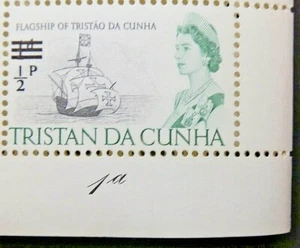 FLAGSHIP OF TRISTÃO DA CUNHA
½P
TRISTAN DA CUNHA
1a